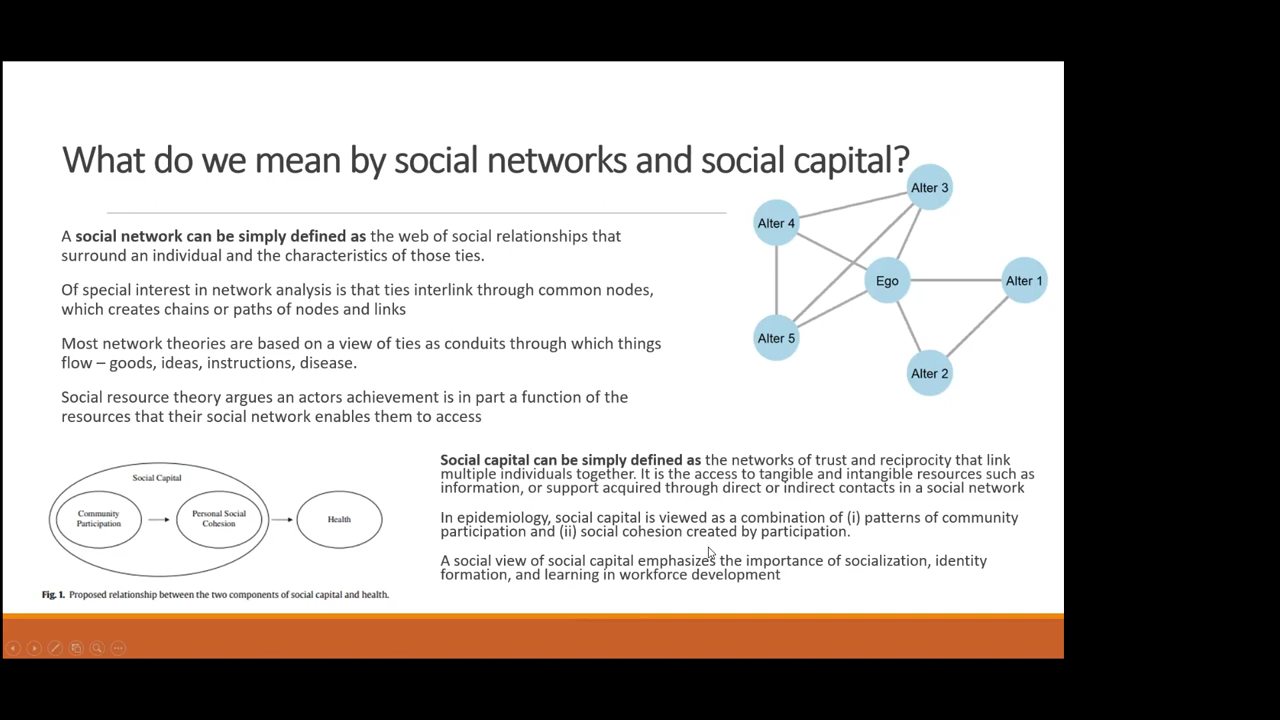 What do we mean by social networks and social capital?
A social network can be simply defined as the web of social relationships that
surround an individual and the characteristics of those ties.
Of special interest in network analysis is that ties interlink through common nodes,
which creates chains or paths of nodes and links
Most network theories are based on a view of ties as conduits through which things
flow – goods, ideas, instructions, disease.
Social resource theory argues an actors achievement is in part a function of the
resources that their social network enables them to access
Alter 3
Alter 4
Ego
Alter 1
Alter 5
Alter 2
Social Capital
Community
Participation
Personal Social
Cohesion
Health
Fig. 1. Proposed relationship between the two components of social capital and health.
Social capital can be simply defined as the networks of trust and reciprocity that link
multiple individuals together. It is the access to tangible and intangible resources such as
information, or support acquired through direct or indirect contacts in a social network
In epidemiology, social capital is viewed as a combination of (i) patterns of community
participation and (ii) social cohesion created by participation.
A social view of social capital emphasizes the importance of socialization, identity
formation, and learning in workforce development